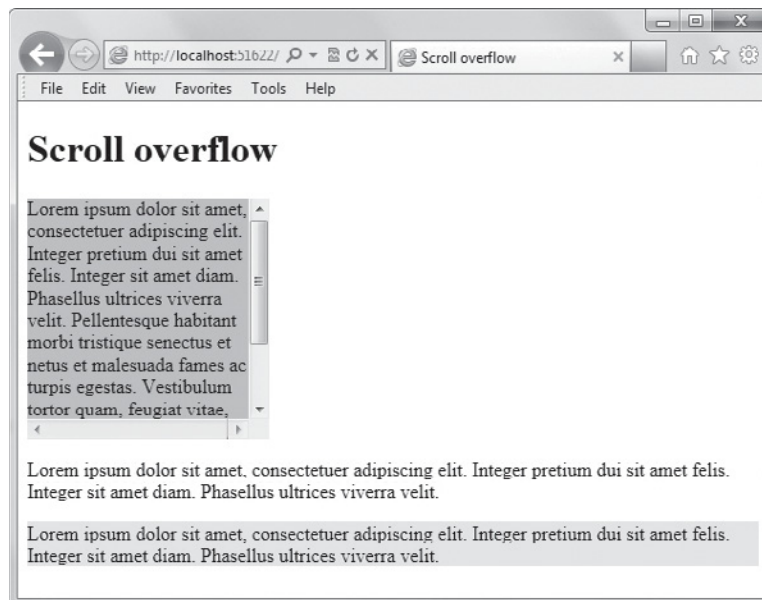 http://localhost:51622/
Scroll overflow
File Edit View Favorites Tools Help
Scroll overflow
Lorem ipsum dolor sit amet,
consectetuer adipiscing elit.
Integer pretium dui sit amet
felis. Integer sit amet diam.
Phasellus ultrices viverra
velit. Pellentesque habitant
morbi tristique senectus et
netus et malesuada fames ac
turpis egestas. Vestibulum
tortor quam, feugiat vitae,
Lorem ipsum dolor sit amet, consectetuer adipiscing elit. Integer pretium dui sit amet felis.
Integer sit amet diam. Phasellus ultrices viverra velit.
Lorem ipsum dolor sit amet, consectetuer adipiscing elit. Integer pretium dui sit amet felis.
Integer sit amet diam. Phasellus ultrices viverra velit.